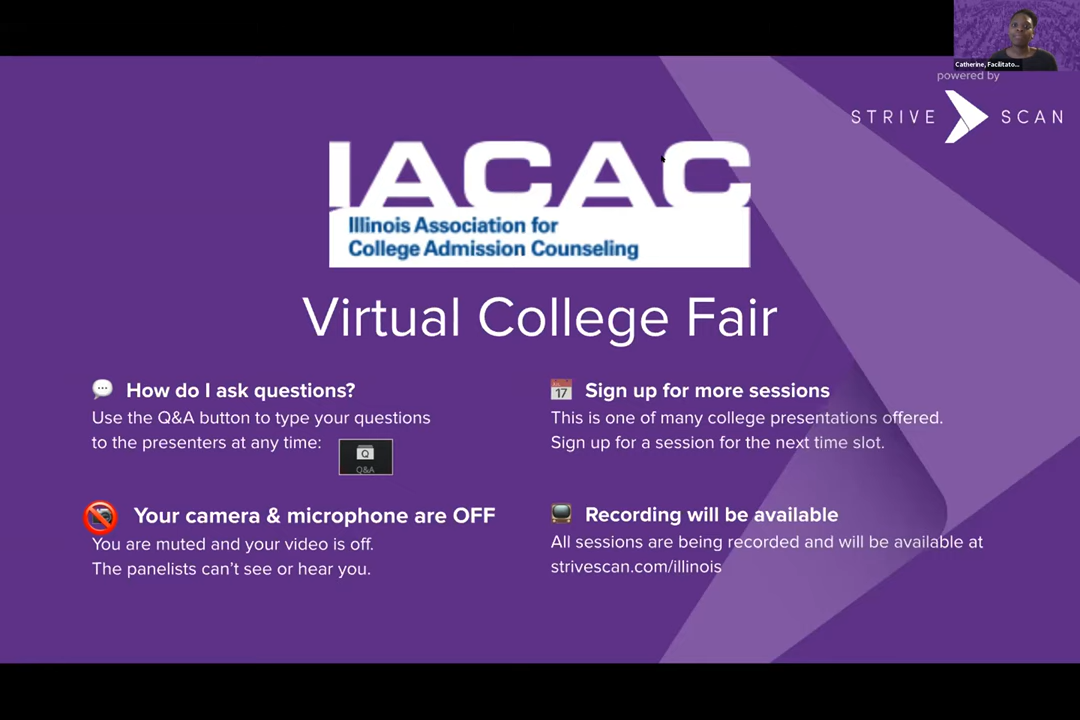 Catherine, Facilitato...
powered by
STRIVE SCAN
IACAC
Illinois Association for
College Admission Counseling
Virtual College Fair
How do I ask questions?
Use the Q&A button to type your questions
to the presenters at any time:
Q
Q&A
Sign up for more sessions
17
This is one of many college presentations offered.
Sign up for a session for the next time slot.
Your camera & microphone are OFF
You are muted and your video is off.
The panelists can't see or hear you.
Recording will be available
All sessions are being recorded and will be available at
strivescan.com/illinois